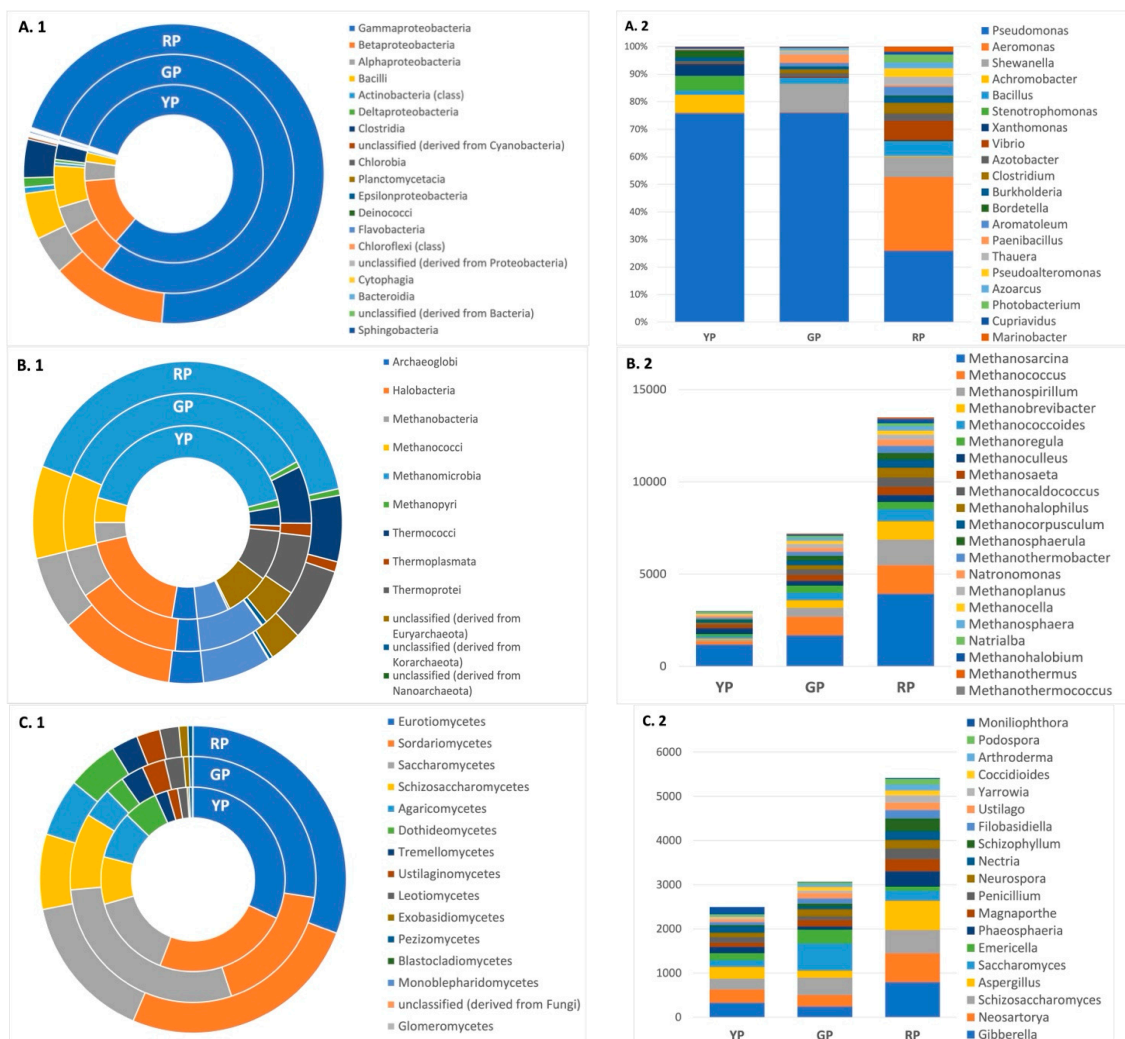 A. 1
RP
GP
YP
Gammaproteobacteria
Betaproteobacteria
Alphaproteobacteria
Bacilli
Actinobacteria (class)
Deltaproteobacteria
Clostridia
unclassified (derived from Cyanobacteria)
Chlorobia
Planctomycetacia
Epsilonproteobacteria
Deinococci
Flavobacteria
Chloroflexi (class)
unclassified (derived from Proteobacteria)
Cytophagia
Bacteroidia
unclassified (derived from Bacteria)
Sphingobacteria
A. 2
100%
90%
80%
70%
60%
50%
40%
30%
20%
10%
0%
YP GP RP
Pseudomonas
Aeromonas
Shewanella
Achromobacter
Bacillus
Stenotrophomonas
Xanthomonas
Vibrio
Azotobacter
Clostridium
Burkholderia
Bordetella
Aromatoleum
Paenibacillus
Thauera
Pseudoalteromonas
Azoarcus
Photobacterium
Cupriavidus
Marinobacter
B. 1
RP
GP
YP
Archaeoglobi
Halobacteria
Methanobacteria
Methanococci
Methanomicrobia
Methanopyri
Thermococci
Thermoplasmata
Thermoprotei
unclassified (derived from
Euryarchaeota)
unclassified (derived from
Korarchaeota)
unclassified (derived from
Nanoarchaeota)
B. 2
15000
10000
5000
0
YP GP RP
Methanosarcina
Methanococcus
Methanospirillum
Methanobrevibacter
Methanococcoides
Methanoregula
Methanoculleus
Methanosaeta
Methanocaldococcus
Methanohalophilus
Methanocorpusculum
Methanosphaerula
Methanothermobacter
Natronomonas
Methanoplanus
Methanocella
Methanosphaera
Natrialba
Methanohalobium
Methanothermus
Methanothermococcus
C. 1
RP
GP
YP
Eurotiomycetes
Sordariomycetes
Saccharomycetes
Schizosaccharomycetes
Agaricomycetes
Dothideomycetes
Tremellomycetes
Ustilaginomycetes
Leotiomycetes
Exobasidiomycetes
Pezizomycetes
Blastocladiomycetes
Monoblepharidomycetes
unclassified (derived from Fungi)
Glomeromycetes
C. 2
6000
5000
4000
3000
2000
1000
0
YP GP RP
Moniliophthora
Podospora
Arthroderma
Coccidioides
Yarrowia
Ustilago
Filobasidiella
Schizophyllum
Nectria
Neurospora
Penicillium
Magnaporthe
Phaeosphaeria
Emericella
Saccharomyces
Aspergillus
Schizosaccharomyces
Neosartorya
Gibberella